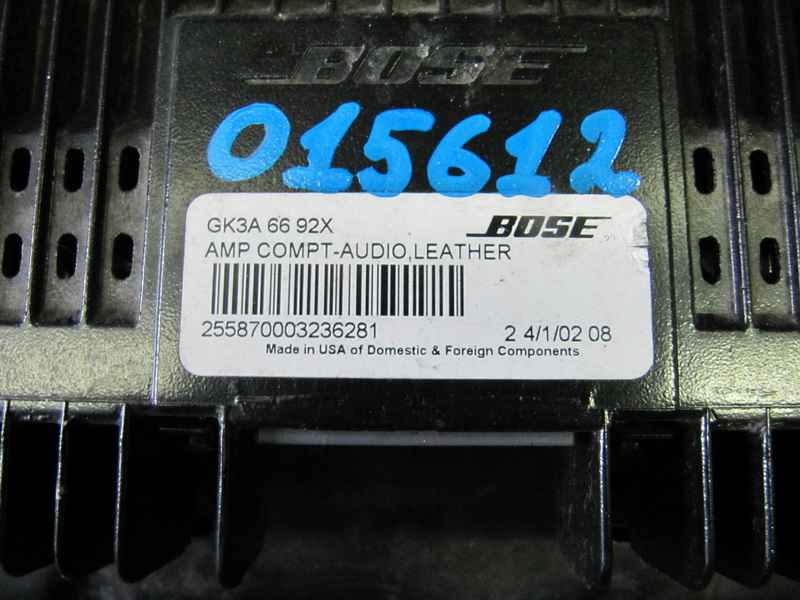 BOSE
015612
GK3A 66 92X
BOSE
AMP COMPT-AUDIO,LEATHER
255870003236281
2 4/1/02 08
Made in USA of Domestic & Foreign Components